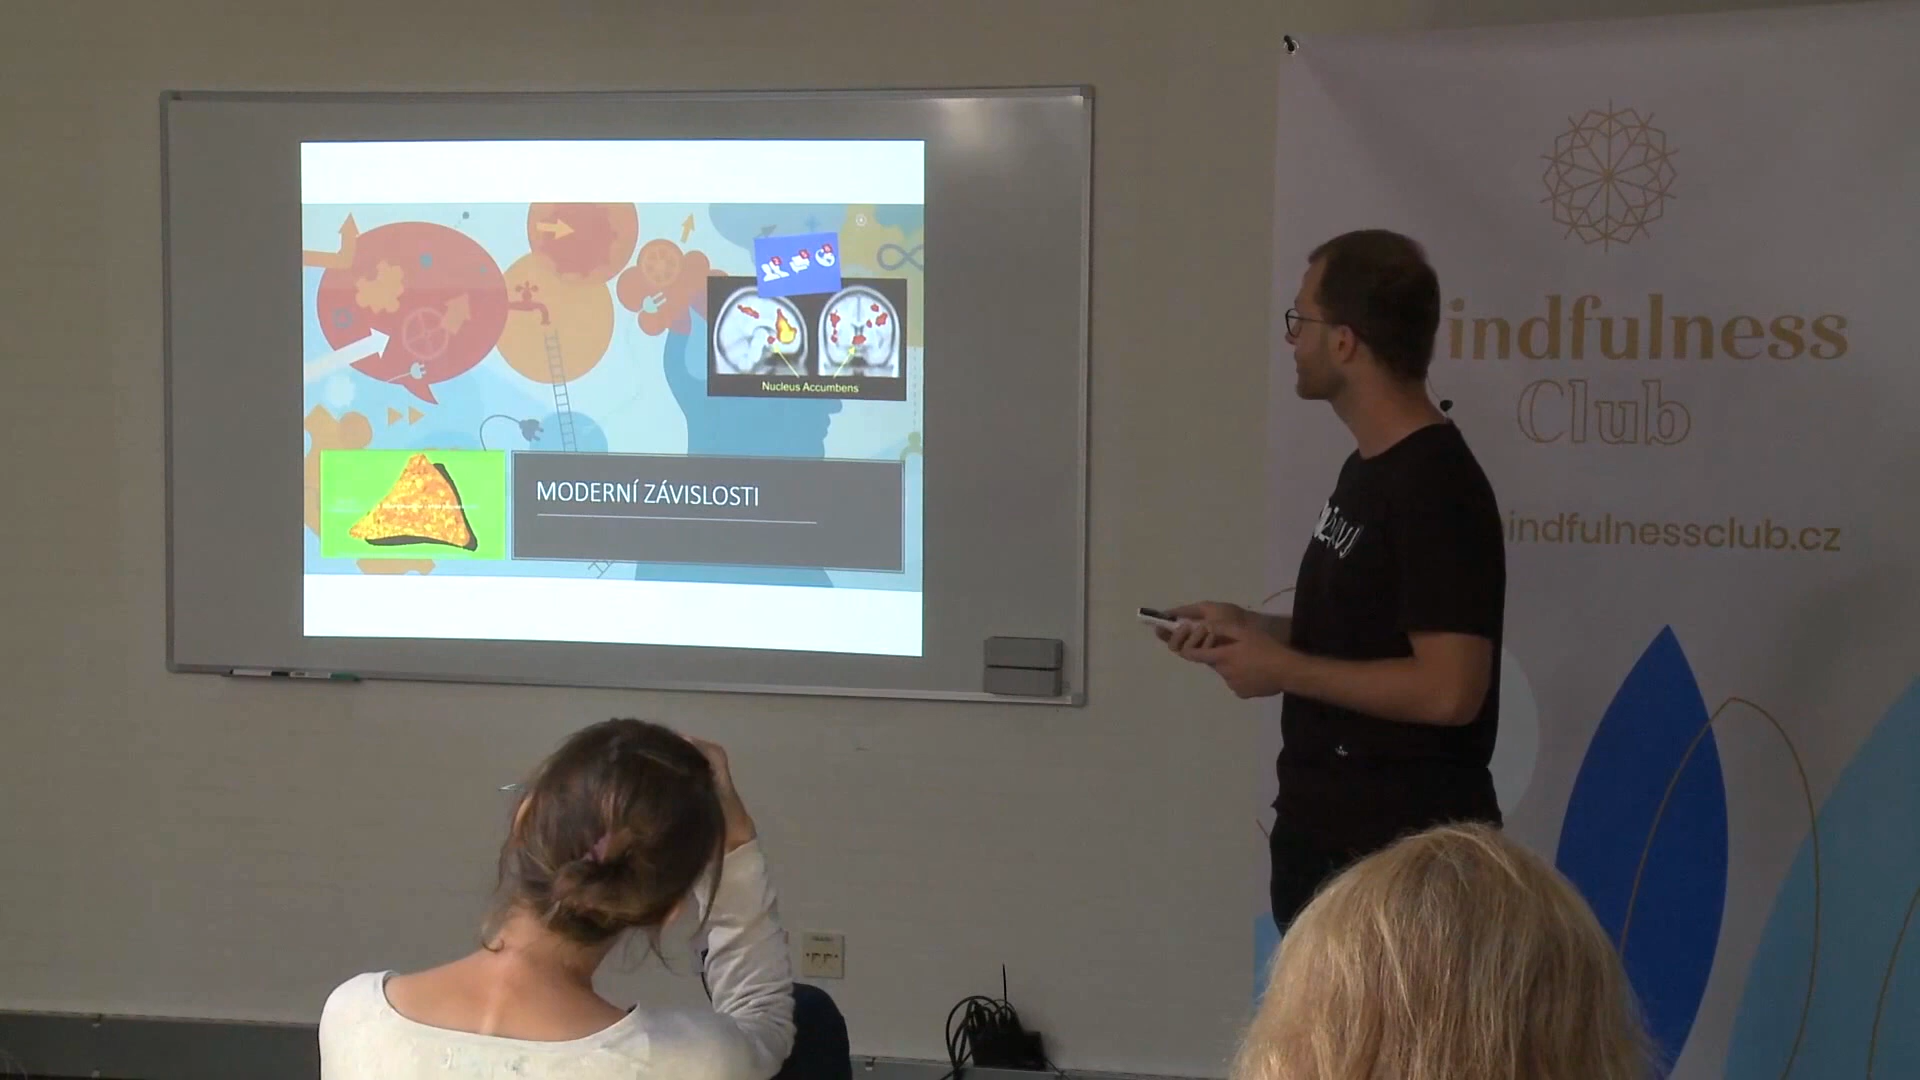 Nucleus Accumbens
MODERNÍ ZÁVISLOSTI
indfulness
Club
indfulnessclub.cz